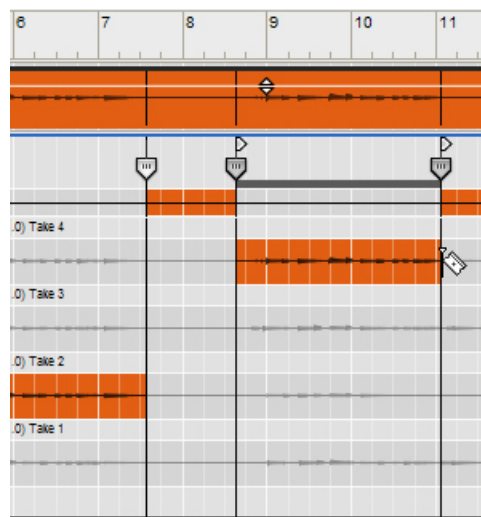 6 7 8 9 10 11
.0) Take 4
.0) Take 3
.0) Take 2
.0) Take 1